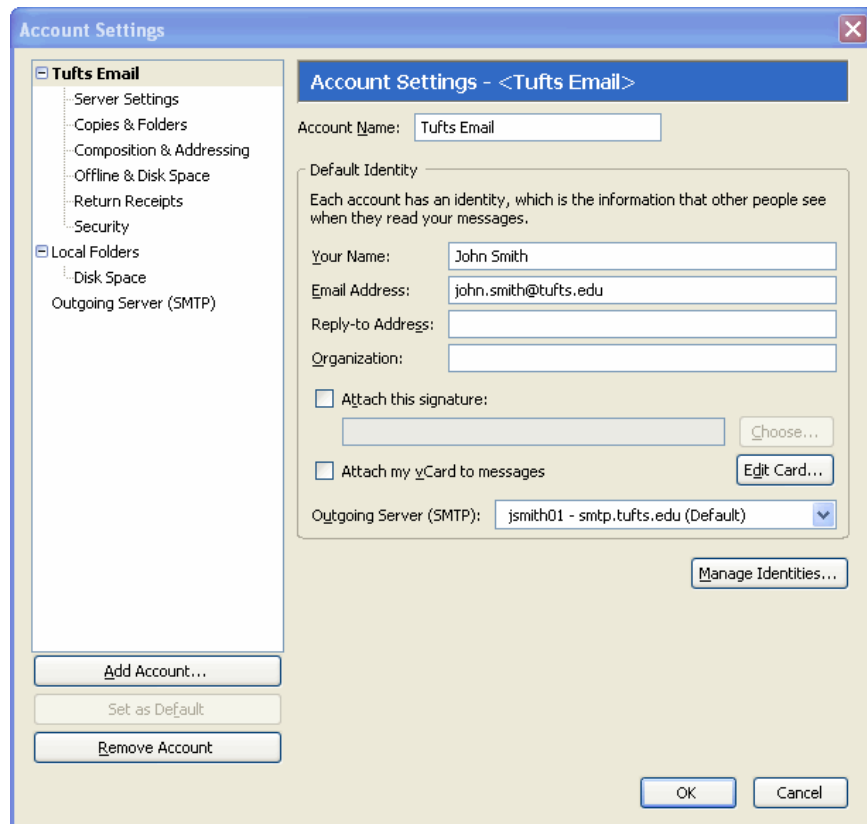 Account Settings
Tufts Email
Server Settings
Copies & Folders
Composition & Addressing
Offline & Disk Space
Return Receipts
Security
Local Folders
Disk Space
Outgoing Server (SMTP)
Add Account...
Set as Default
Remove Account
Account Settings - <Tufts Email>
Account Name: Tufts Email
Default Identity
Each account has an identity, which is the information that other people see
when they read your messages.
Your Name: John Smith
Email Address: john.smith@tufts.edu
Reply-to Address:
Organization:
Attach this signature:
Choose...
Attach my vCard to messages Edit Card...
Outgoing Server (SMTP): jsmith01 - smtp.tufts.edu (Default)
Manage Identities...
OK Cancel